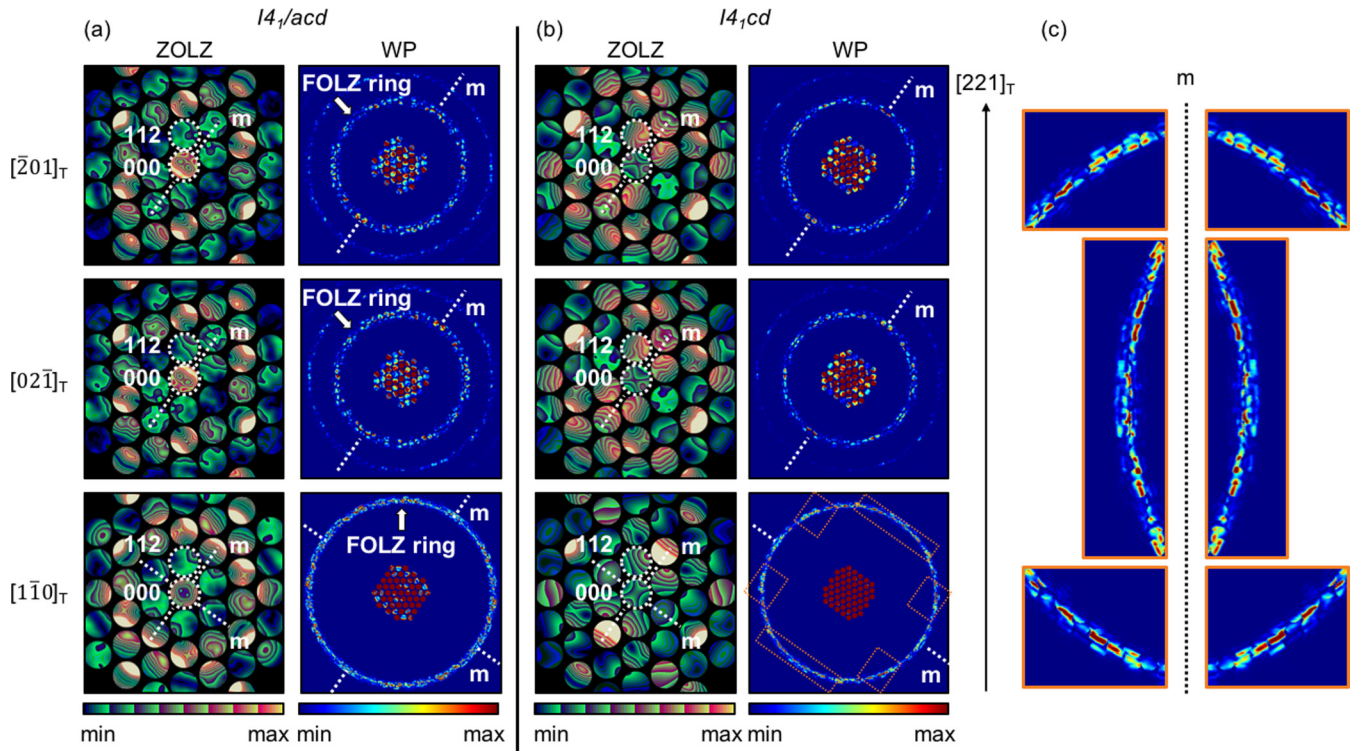 I4₁/acd
I4₁cd
(a)
ZOLZ
WP
(b)
ZOLZ
WP
(c)
[2̄01]T
FOLZ ring
m
112
m
000
m
112
000
[221]T
m
[021̄]T
FOLZ ring
m
112
m
000
m
112
m
000
[11̄0]T
m
FOLZ ring
112
m
000
m
m
112
m
000
m
m
min
max
min
max
min
max
min
max